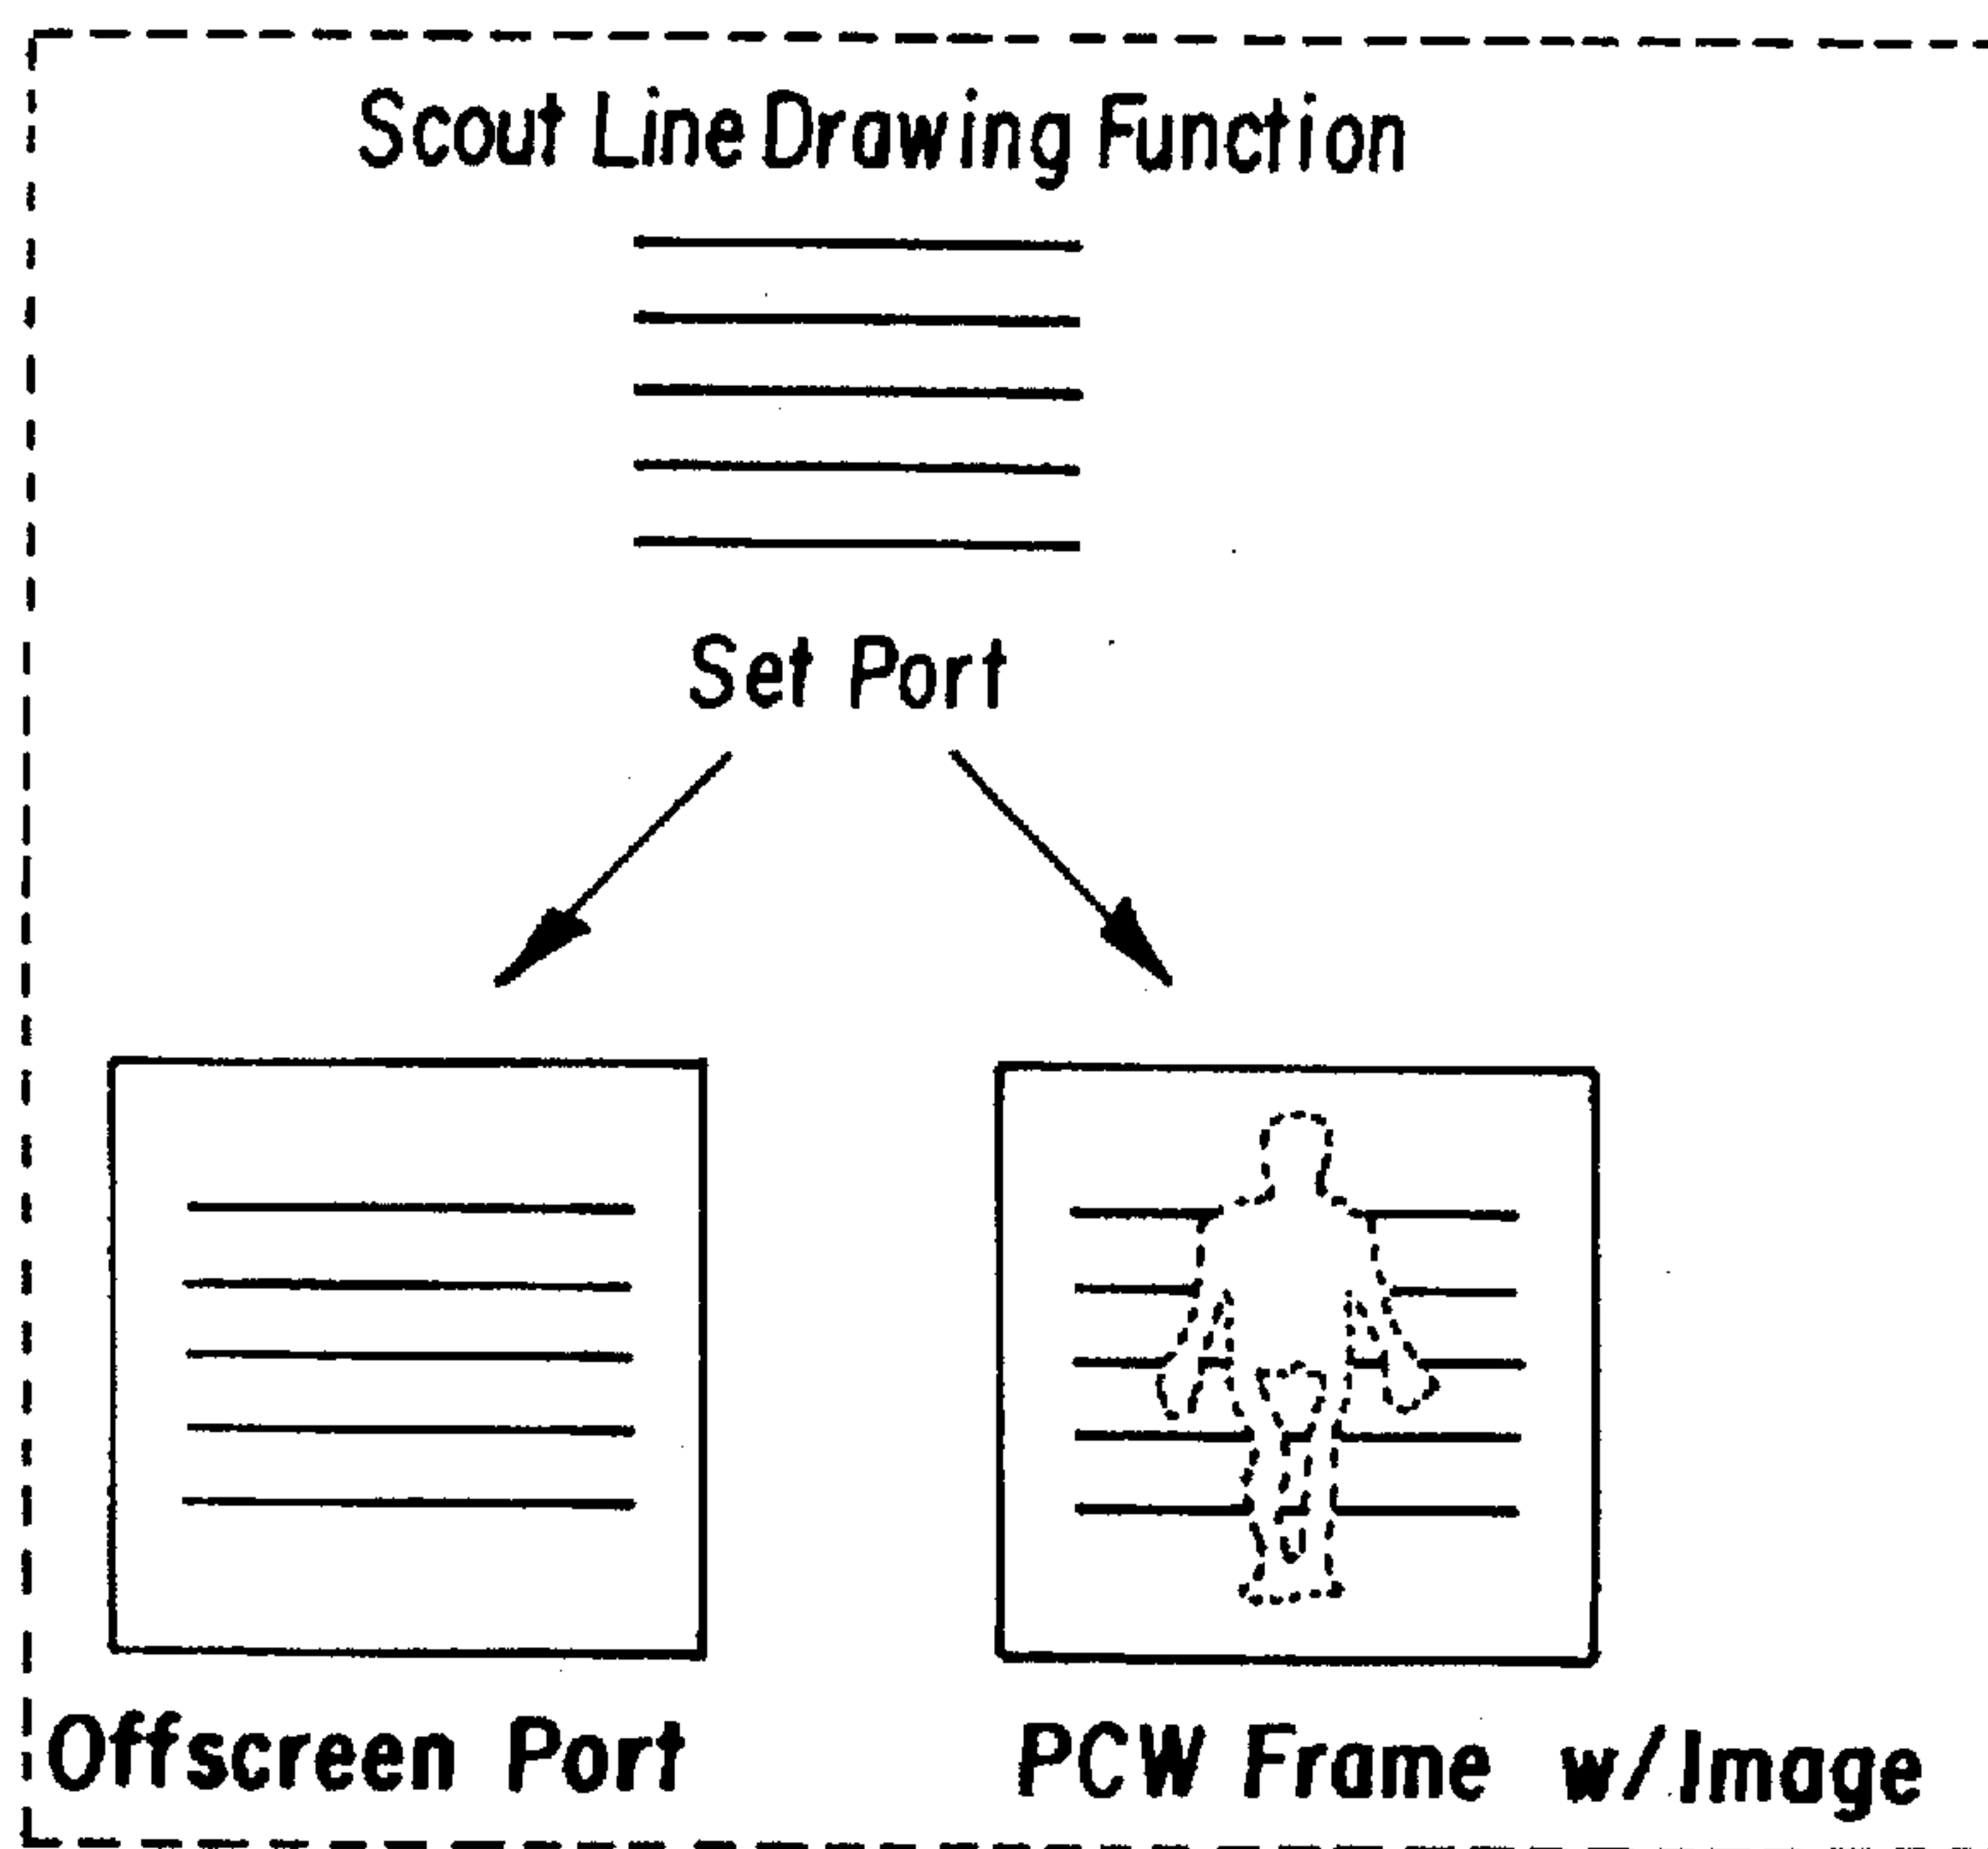 Scout Line Drawing Function
Set Port
Offscreen Port
PCW Frame w/Image